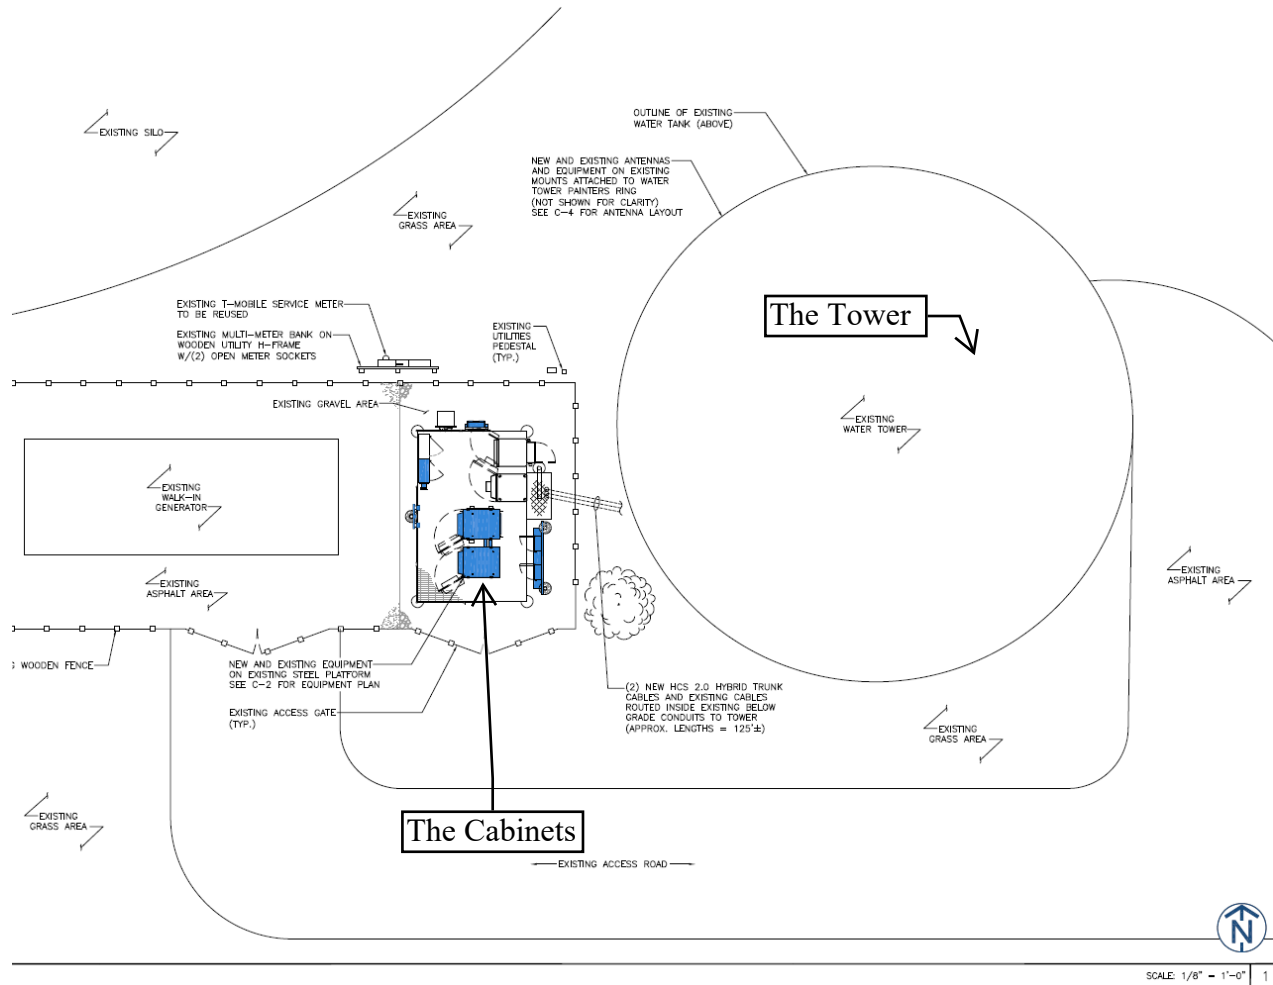 EXISTING SILO
OUTLINE OF EXISTING
WATER TANK (ABOVE)
NEW AND EXISTING ANTENNAS
AND EQUIPMENT ON EXISTING
MOUNTS ATTACHED TO WATER
TOWER PAINTERS RING
(NOT SHOWN FOR CLARITY)
SEE C-4 FOR ANTENNA LAYOUT
EXISTING
GRASS AREA
EXISTING T-MOBILE SERVICE METER
TO BE REUSED
EXISTING MULTI-METER BANK ON
WOODEN UTILITY H-FRAME
W/(2) OPEN METER SOCKETS
EXISTING
UTILITIES
PEDESTAL
(TYP.)
The Tower
EXISTING GRAVEL AREA
EXISTING
WATER TOWER
EXISTING
WALK-IN
GENERATOR
EXISTING
ASPHALT AREA
EXISTING
ASPHALT AREA
WOODEN FENCE
NEW AND EXISTING EQUIPMENT
ON EXISTING STEEL PLATFORM
SEE C-2 FOR EQUIPMENT PLAN
EXISTING ACCESS GATE
(TYP.)
(2) NEW HCS 2.0 HYBRID TRUNK
CABLES AND EXISTING CABLES
ROUTED INSIDE EXISTING BELOW
GRADE CONDUITS TO TOWER
(APPROX. LENGTHS = 125'±)
EXISTING
GRASS AREA
EXISTING
GRASS AREA
The Cabinets
EXISTING ACCESS ROAD
N
SCALE: 1/8" = 1'-0"
1